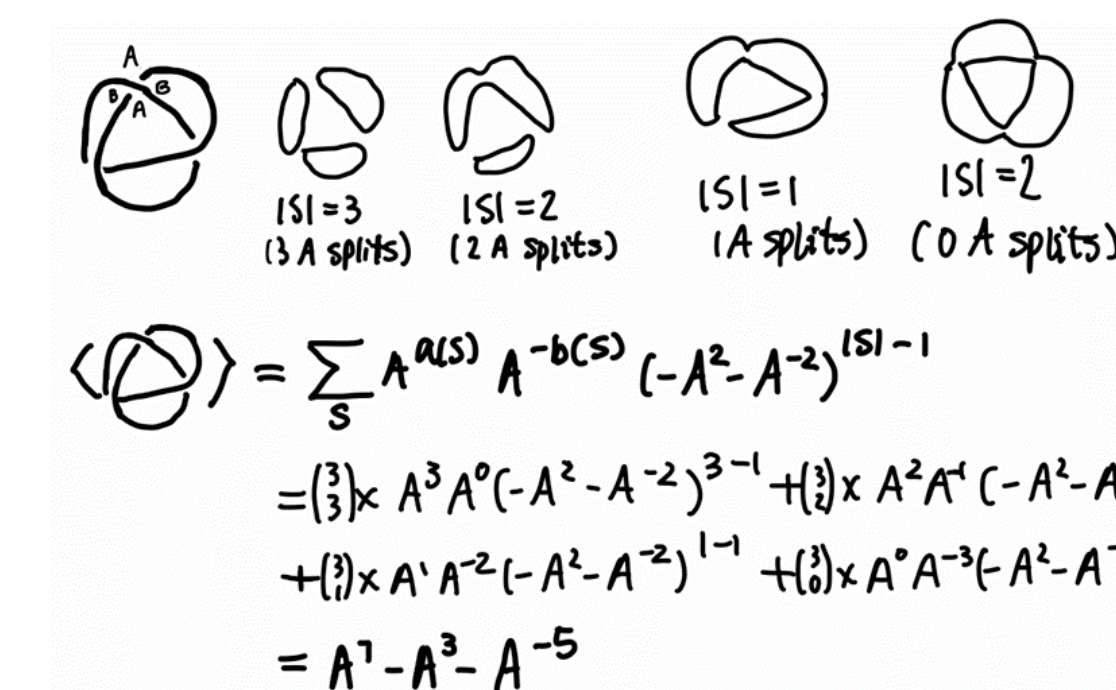 A
B B
A
|S|=3 |S|=2 |S|=1 |S|=2
(3 A splits) (2 A splits) (A splits) (0 A splits)
⟨ ⟩ = ∑_S A^{a(s)} A^{-b(s)} (-A^2-A^{-2})^{|S|-1}
=(3 3)× A^3 A^0 (-A^2-A^{-2})^{3-1} +(3 2)× A^2 A^{-1} (-A^2-A
+(3 1)× A^1 A^{-2} (-A^2-A^{-2})^{1-1} +(3 0)× A^0 A^{-3} (-A^2-A^-
= A^7-A^3-A^{-5}